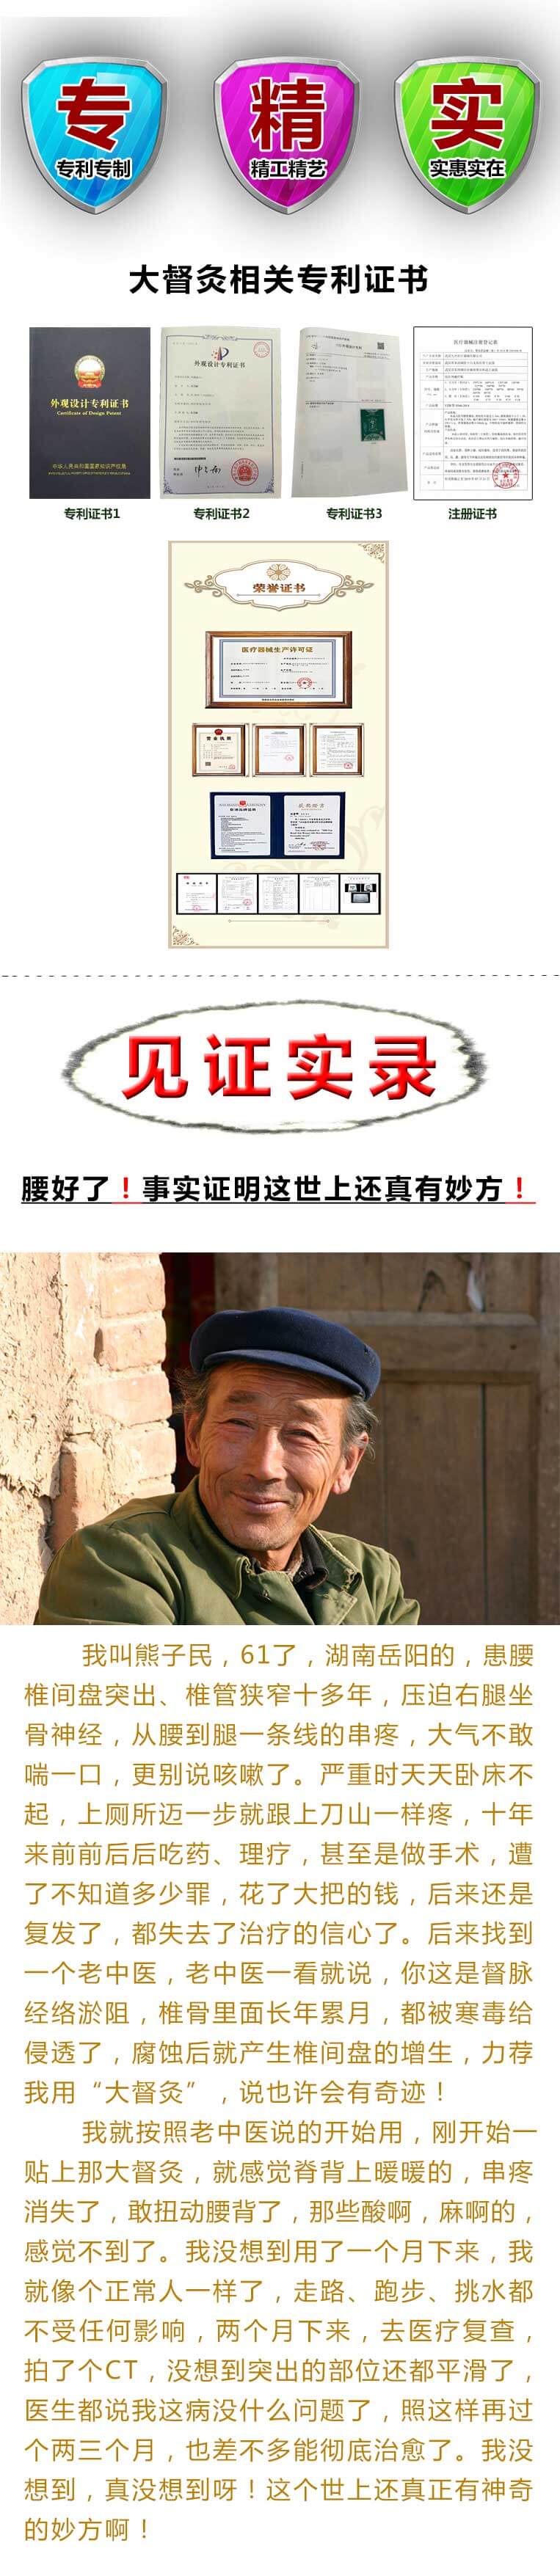 专
专利专制
精
精工精艺
实
实惠实在
大督灸相关专利证书
外观设计专利证书
Certificate of Design Patent
中华人民共和国国家知识产权局
外观设计专利证书
医疗器械注册登记表
专利证书1
专利证书2
专利证书3
注册证书
荣誉证书
医疗器械生产许可证
营业执照
见证实录
腰好了！事实证明这世上还真有妙方！
我叫熊子民，61了，湖南岳阳的，患腰
椎间盘突出、椎管狭窄十多年，压迫右腿坐
骨神经，从腰到腿一条线的串疼，大气不敢
喘一口，更别说咳嗽了。严重时天天卧床不
起，上厕所迈一步就跟上刀山一样疼，十年
来前前后后吃药、理疗，甚至是做手术，遭
了不知道多少罪，花了大把的钱，后来还是
复发了，都失去了治疗的信心了。后来找到
一个老中医，老中医一看就说，你这是督脉
经络淤阻，椎骨里面长年累月，都被寒毒给
侵透了，腐蚀后就产生椎间盘的增生，力荐
我用“大督灸”，说也许会有奇迹！
我就按照老中医说的开始用，刚开始一
贴上那大督灸，就感觉脊背上暖暖的，串疼
消失了，敢扭动腰背了，那些酸啊，麻啊的，
感觉不到了。我没想到用了一个月下来，我
就像个正常人一样了，走路、跑步、挑水都
不受任何影响，两个月下来，去医疗复查，
拍了个CT，没想到突出的部位还都平滑了，
医生都说我这病没什么问题了，照这样再过
个两三个月，也差不多能彻底治愈了。我没
想到，真没想到呀！这个世上还真正有神奇
的妙方啊！